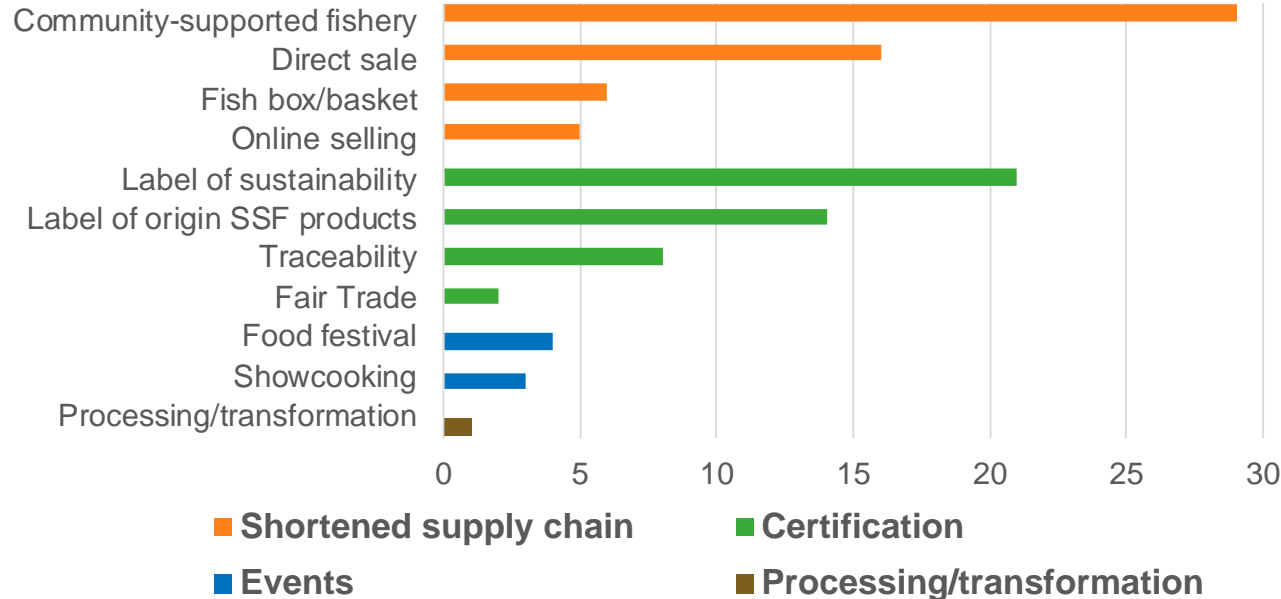 Community-supported fishery
Direct sale
Fish box/basket
Online selling
Label of sustainability
Label of origin SSF products
Traceability
Fair Trade
Food festival
Showcooking
Processing/transformation
0 5 10 15 20 25 30
Shortened supply chain Certification
Events Processing/transformation